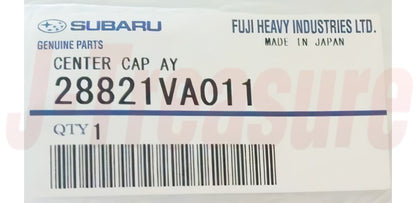 SUBARU FUJI HEAVY INDUSTRIES LTD.
GENUINE PARTS MADE IN JAPAN
CENTER CAP AY
28821VA011
QTY 1
JTreasure